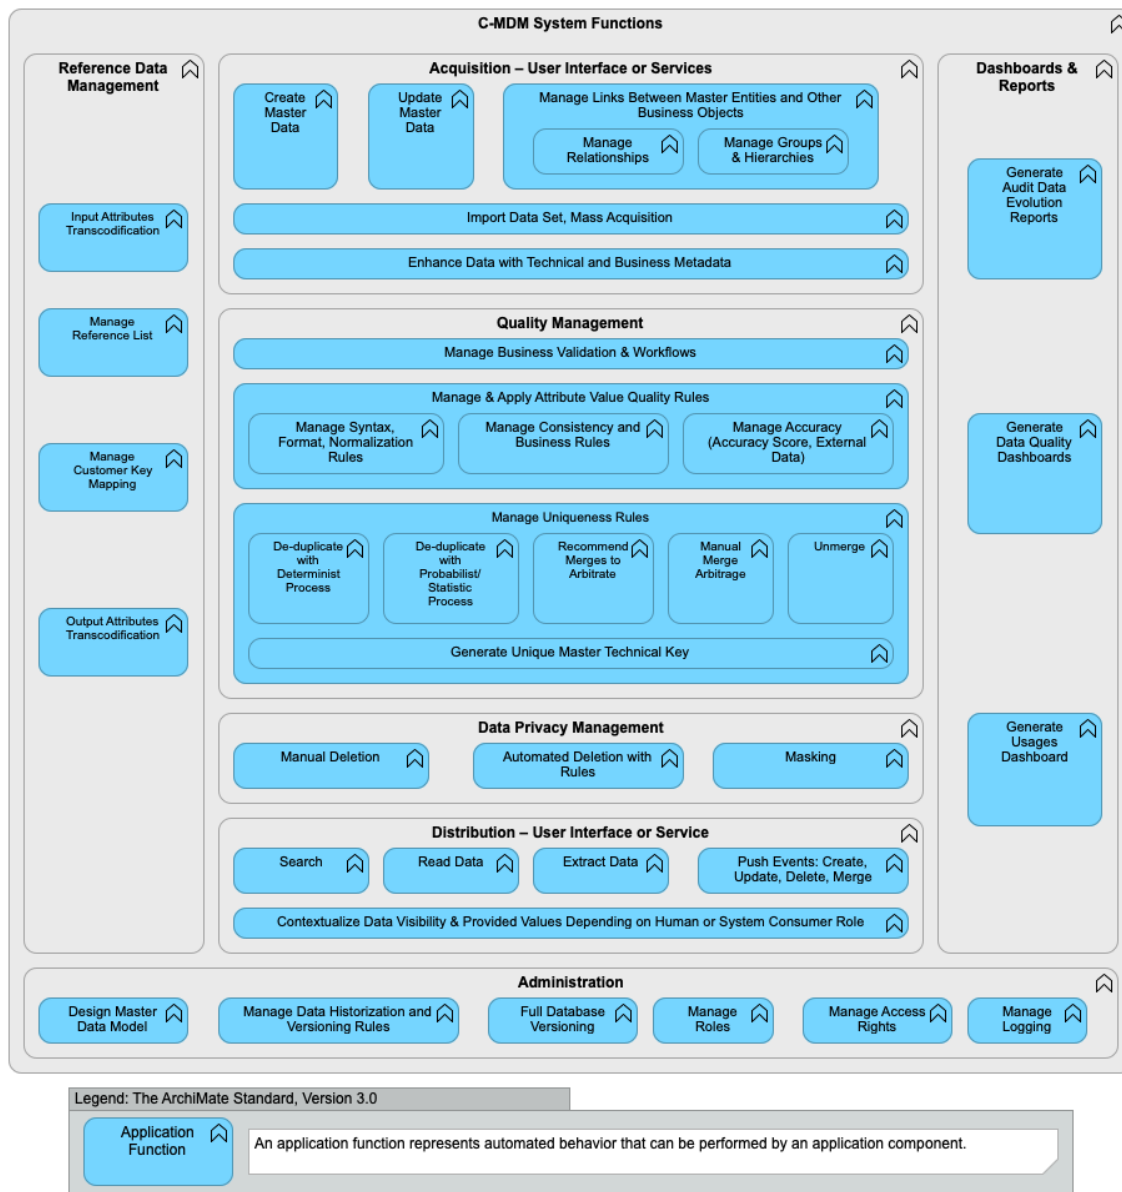 C-MDM System Functions
Reference Data
Management
Input Attributes
Transcodification
Manage
Reference List
Manage
Customer Key
Mapping
Output Attributes
Transcodification
Acquisition – User Interface or Services
Create
Master
Data
Update
Master
Data
Manage Links Between Master Entities and Other
Business Objects
Manage
Relationships
Manage Groups
& Hierarchies
Import Data Set, Mass Acquisition
Enhance Data with Technical and Business Metadata
Quality Management
Manage Business Validation & Workflows
Manage & Apply Attribute Value Quality Rules
Manage Syntax,
Format, Normalization
Rules
Manage Consistency and
Business Rules
Manage Accuracy
(Accuracy Score, External
Data)
Manage Uniqueness Rules
De-duplicate
with
Determinist
Process
De-duplicate
with
Probabilist/
Statistic
Process
Recommend
Merges to
Arbitrate
Manual
Merge
Arbitrage
Unmerge
Generate Unique Master Technical Key
Data Privacy Management
Manual Deletion
Automated Deletion with
Rules
Masking
Distribution – User Interface or Service
Search
Read Data
Extract Data
Push Events: Create,
Update, Delete, Merge
Contextualize Data Visibility & Provided Values Depending on Human or System Consumer Role
Dashboards &
Reports
Generate
Audit Data
Evolution
Reports
Generate
Data Quality
Dashboards
Generate
Usages
Dashboard
Administration
Design Master
Data Model
Manage Data Historization and
Versioning Rules
Full Database
Versioning
Manage
Roles
Manage Access
Rights
Manage
Logging
Legend: The ArchiMate Standard, Version 3.0
Application
Function
An application function represents automated behavior that can be performed by an application component.